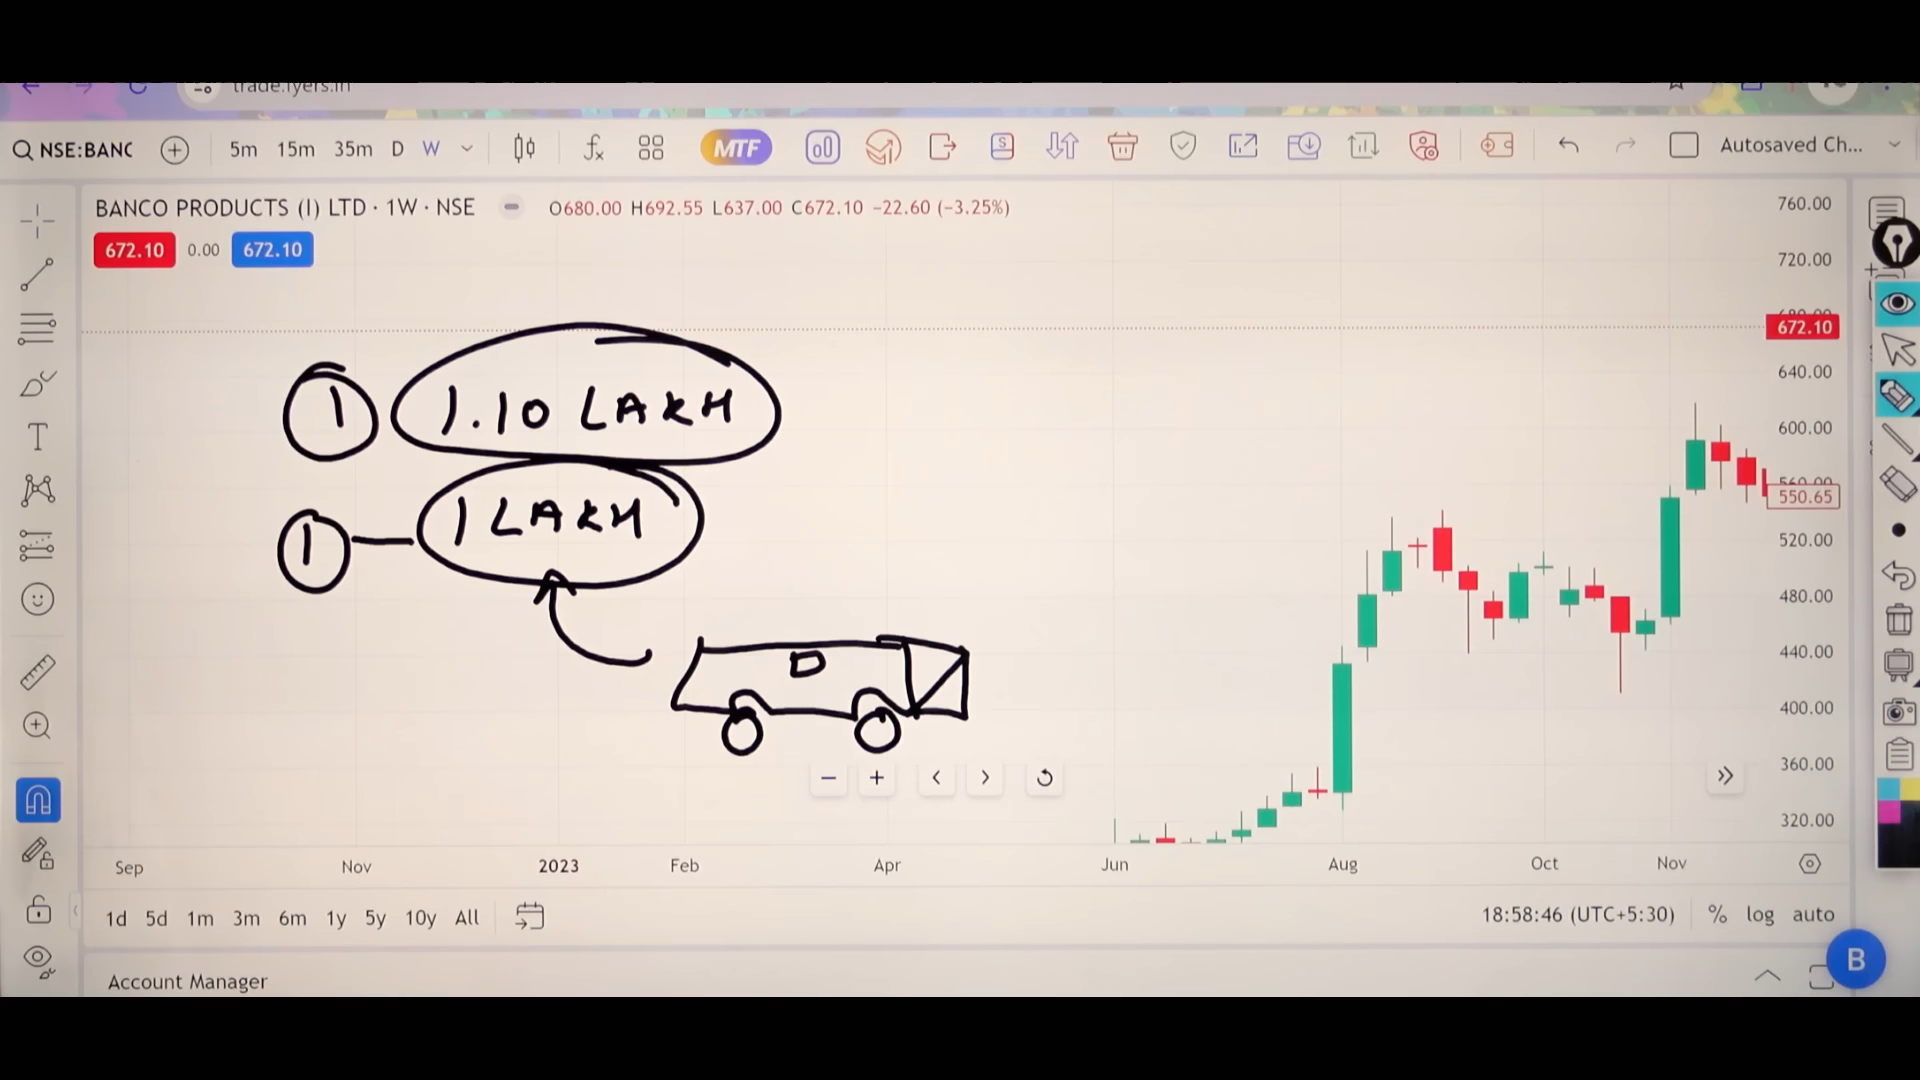 trade.fyers.in
NSE:BANC 5m 15m 35m D W fx MTF S Autosaved Ch...
BANCO PRODUCTS (I) LTD · 1W · NSE O680.00 H692.55 L637.00 C672.10 −22.60 (−3.25%)
672.10 0.00 672.10
760.00
720.00
672.10
640.00
600.00
550.65
520.00
480.00
440.00
400.00
360.00
320.00
1 1.10 LAKH
1 1 LAKH
D
Sep Nov 2023 Feb Apr Jun Aug Oct Nov
1d 5d 1m 3m 6m 1y 5y 10y All 18:58:46 (UTC+5:30) % log auto
B
Account Manager